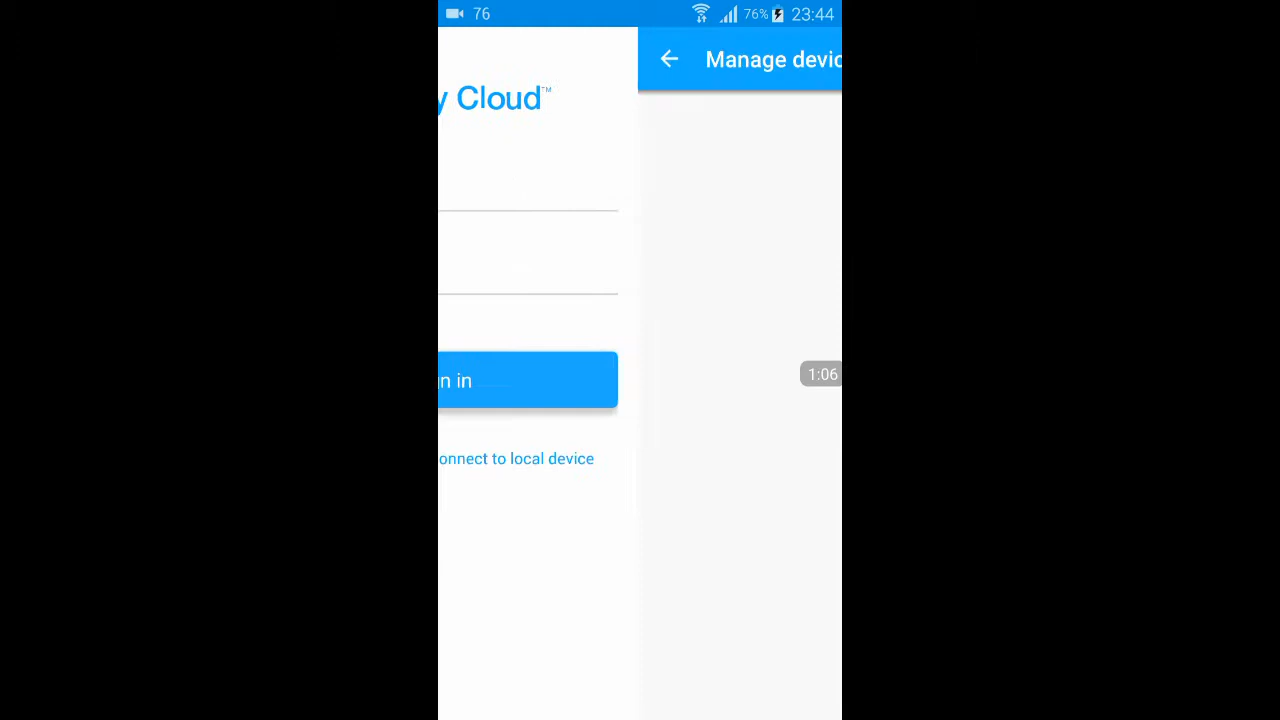 76 76% 23:44
Manage devic
y Cloud™
1:06
n in
onnect to local device